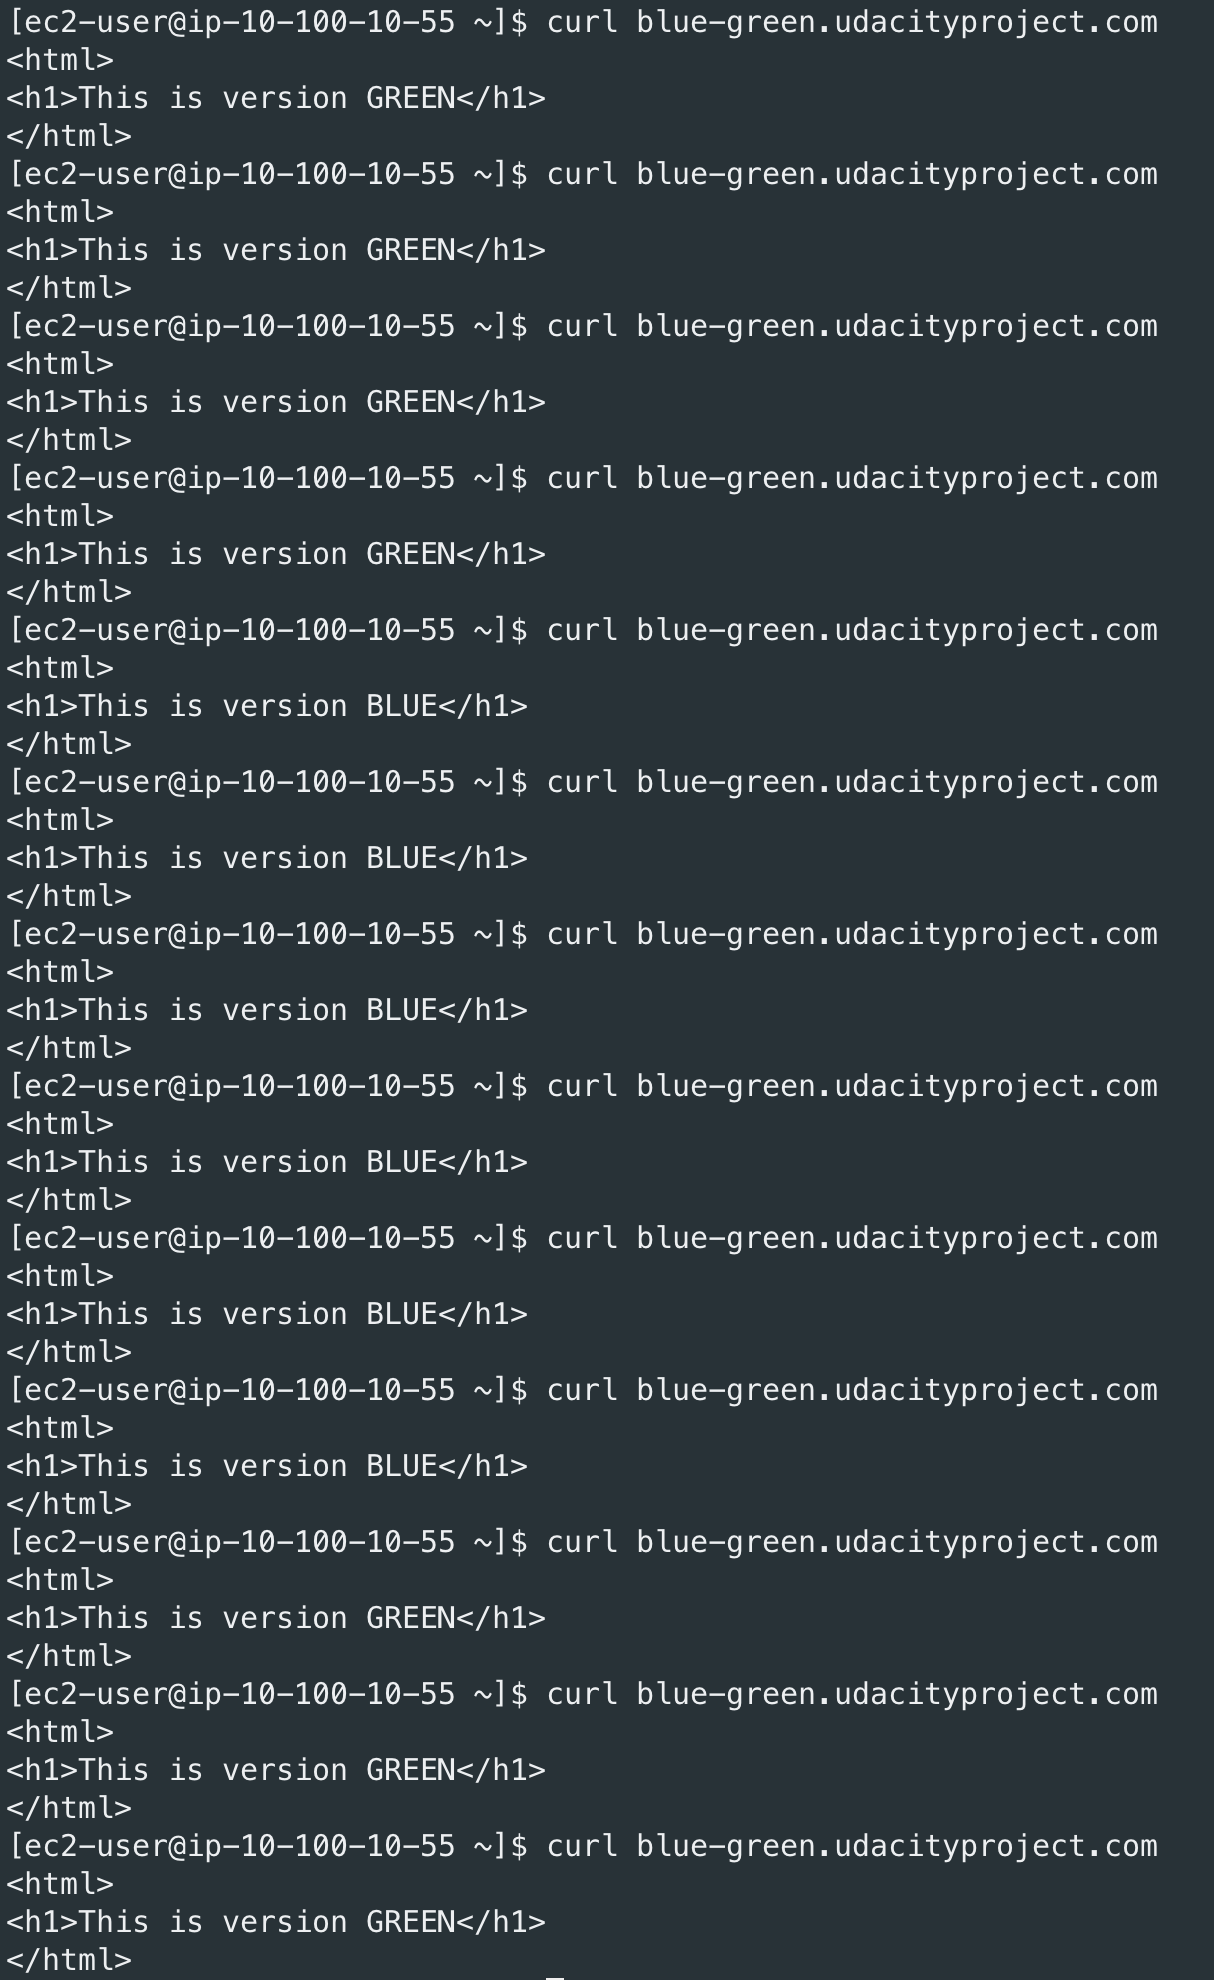 [ec2-user@ip-10-100-10-55 ~]$ curl blue-green.udacityproject.com
<html>
<h1>This is version GREEN</h1>
</html>
[ec2-user@ip-10-100-10-55 ~]$ curl blue-green.udacityproject.com
<html>
<h1>This is version GREEN</h1>
</html>
[ec2-user@ip-10-100-10-55 ~]$ curl blue-green.udacityproject.com
<html>
<h1>This is version GREEN</h1>
</html>
[ec2-user@ip-10-100-10-55 ~]$ curl blue-green.udacityproject.com
<html>
<h1>This is version GREEN</h1>
</html>
[ec2-user@ip-10-100-10-55 ~]$ curl blue-green.udacityproject.com
<html>
<h1>This is version BLUE</h1>
</html>
[ec2-user@ip-10-100-10-55 ~]$ curl blue-green.udacityproject.com
<html>
<h1>This is version BLUE</h1>
</html>
[ec2-user@ip-10-100-10-55 ~]$ curl blue-green.udacityproject.com
<html>
<h1>This is version BLUE</h1>
</html>
[ec2-user@ip-10-100-10-55 ~]$ curl blue-green.udacityproject.com
<html>
<h1>This is version BLUE</h1>
</html>
[ec2-user@ip-10-100-10-55 ~]$ curl blue-green.udacityproject.com
<html>
<h1>This is version BLUE</h1>
</html>
[ec2-user@ip-10-100-10-55 ~]$ curl blue-green.udacityproject.com
<html>
<h1>This is version BLUE</h1>
</html>
[ec2-user@ip-10-100-10-55 ~]$ curl blue-green.udacityproject.com
<html>
<h1>This is version GREEN</h1>
</html>
[ec2-user@ip-10-100-10-55 ~]$ curl blue-green.udacityproject.com
<html>
<h1>This is version GREEN</h1>
</html>
[ec2-user@ip-10-100-10-55 ~]$ curl blue-green.udacityproject.com
<html>
<h1>This is version GREEN</h1>
</html>